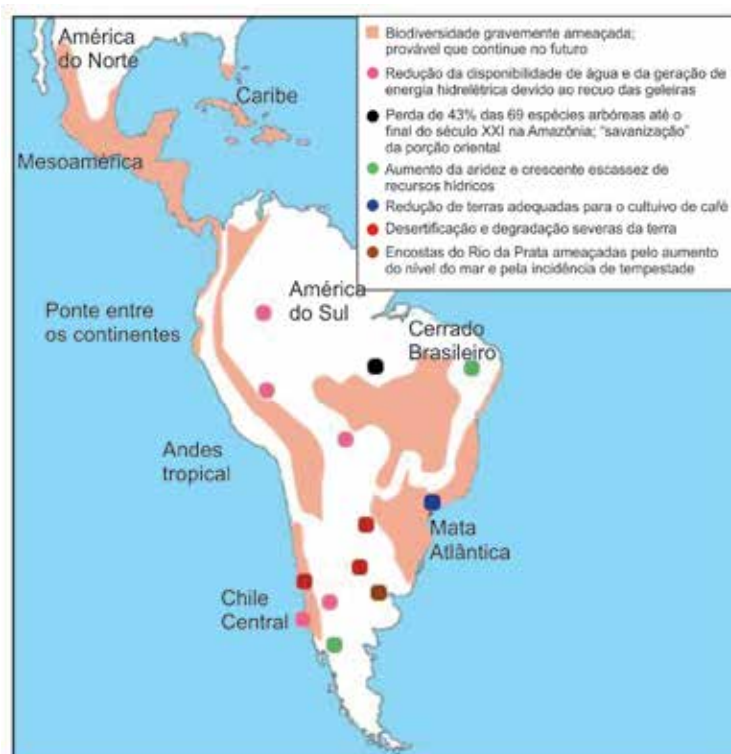 América
do Norte
Caribe
Mesoamérica
Ponte entre
os continentes
América
do Sul
Cerrado
Brasileiro
Andes
tropical
Mata
Atlântica
Chile
Central
Biodiversidade gravemente ameaçada;
provável que continue no futuro
Redução da disponibilidade de água e da geração de
energia hidrelétrica devido ao recuo das geleiras
Perda de 43% das 69 espécies arbóreas até o
final do século XXI na Amazônia; "savanização"
da porção oriental
Aumento da aridez e crescente escassez de
recursos hídricos
Redução de terras adequadas para o cultuivo de café
Desertificação e degradação severas da terra
Encostas do Rio da Prata ameaçadas pelo aumento
do nível do mar e pela incidência de tempestade